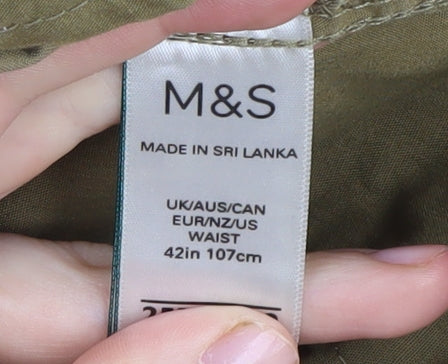 M&S
MADE IN SRI LANKA
UK/AUS/CAN
EUR/NZ/US
WAIST
42in 107cm